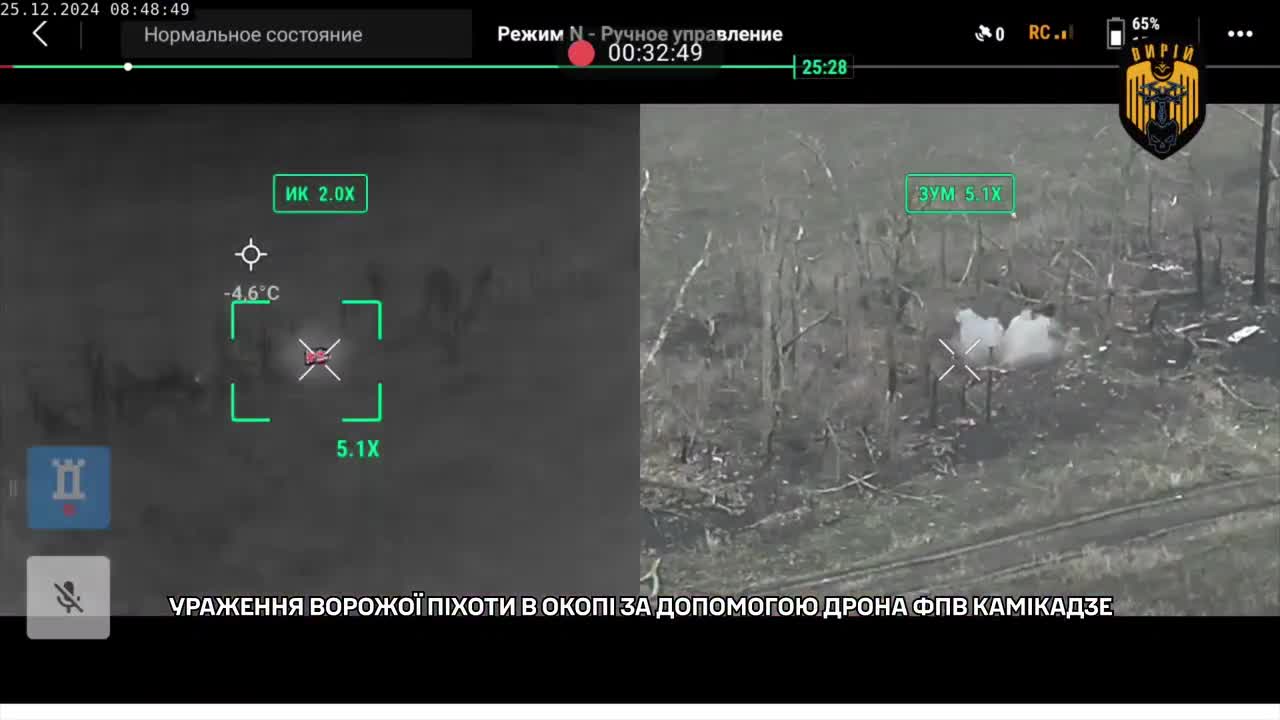 25.12.2024 08:48:49
Нормальное состояние
Режим N - Ручное управление
0
RC
65%
00:32:49
25:28
ВИРІЙ
ИК 2.0X
ЗУМ 5.1X
-4,6°C
5.1X
УРАЖЕННЯ ВОРОЖОЇ ПІХОТИ В ОКОПІ ЗА ДОПОМОГОЮ ДРОНА ФПВ КАМІКАДЗЕ